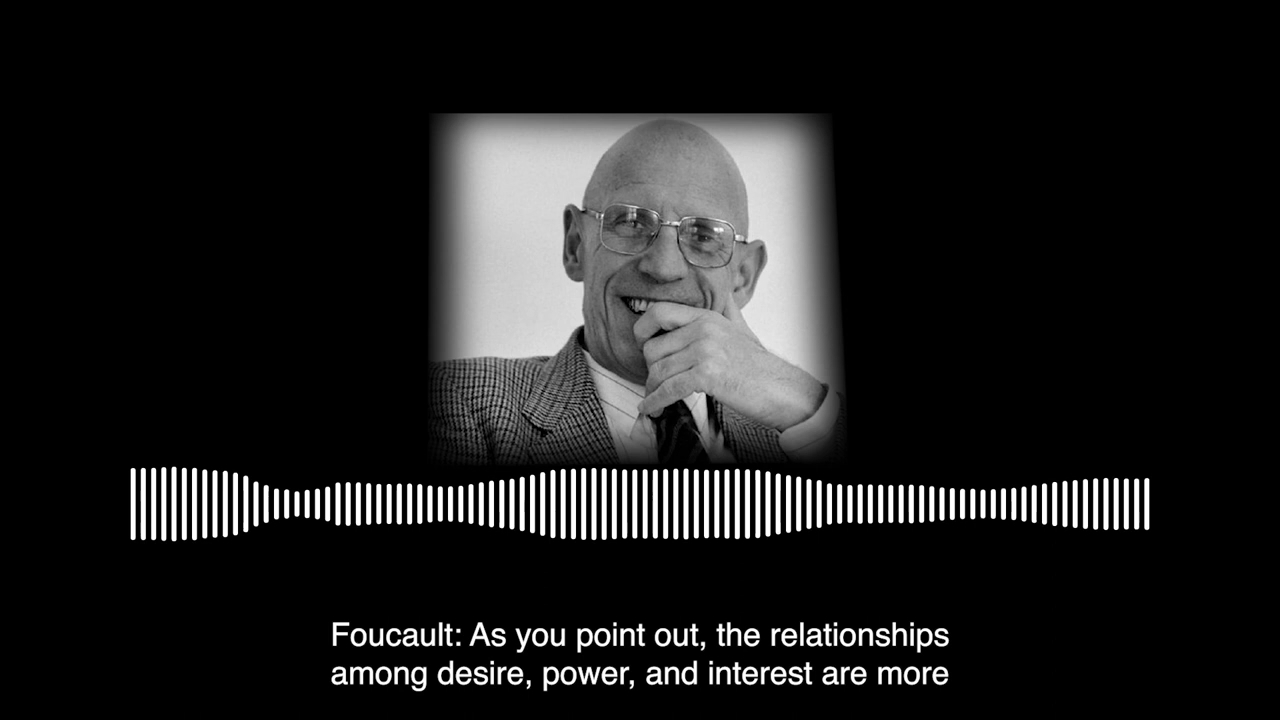 Foucault: As you point out, the relationships
among desire, power, and interest are more